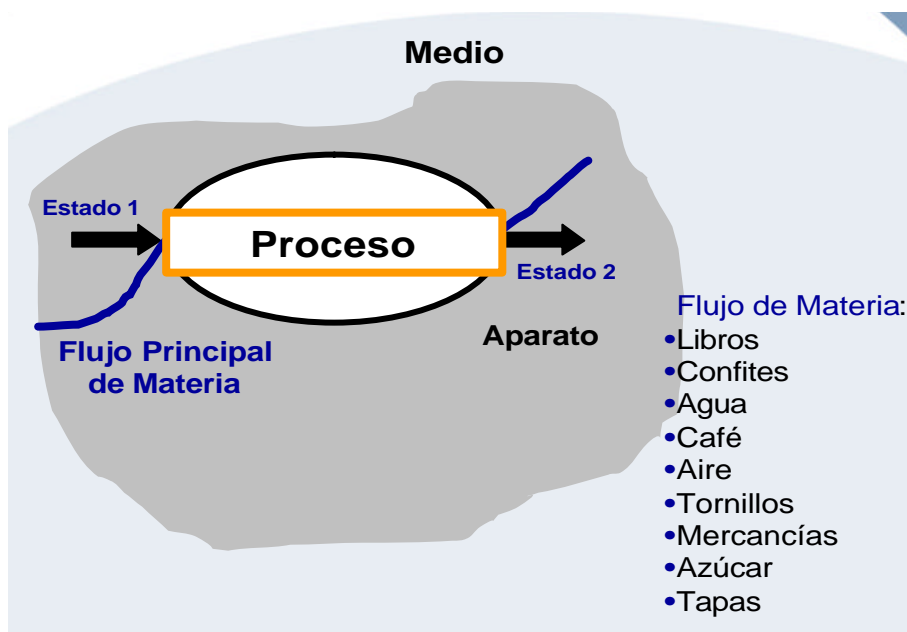 Medio
Estado 1
Proceso
Estado 2
Flujo Principal
de Materia
Aparato
Flujo de Materia:
•Libros
•Confites
•Agua
•Café
•Aire
•Tornillos
•Mercancías
•Azúcar
•Tapas